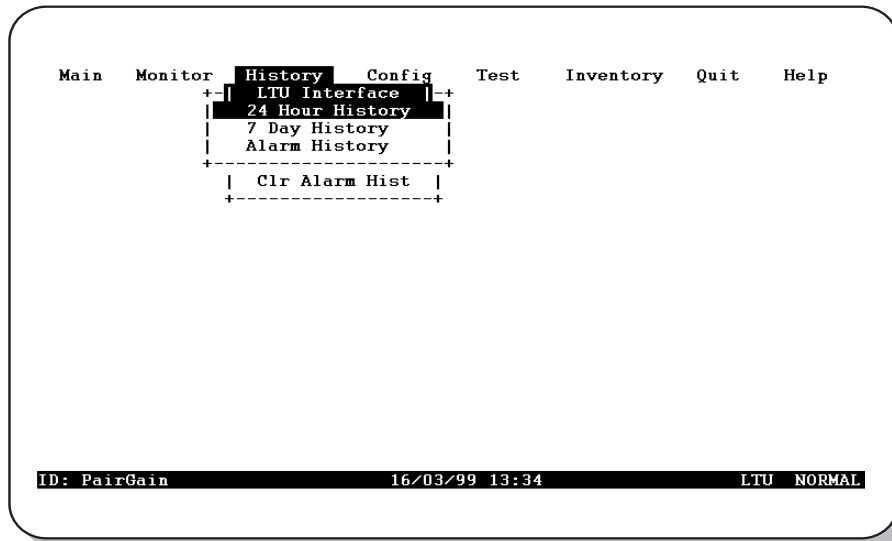 Main Monitor History Config Test Inventory Quit Help
LTU Interface
24 Hour History
7 Day History
Alarm History
Clr Alarm Hist
ID: PairGain 16/03/99 13:34 LTU NORMAL